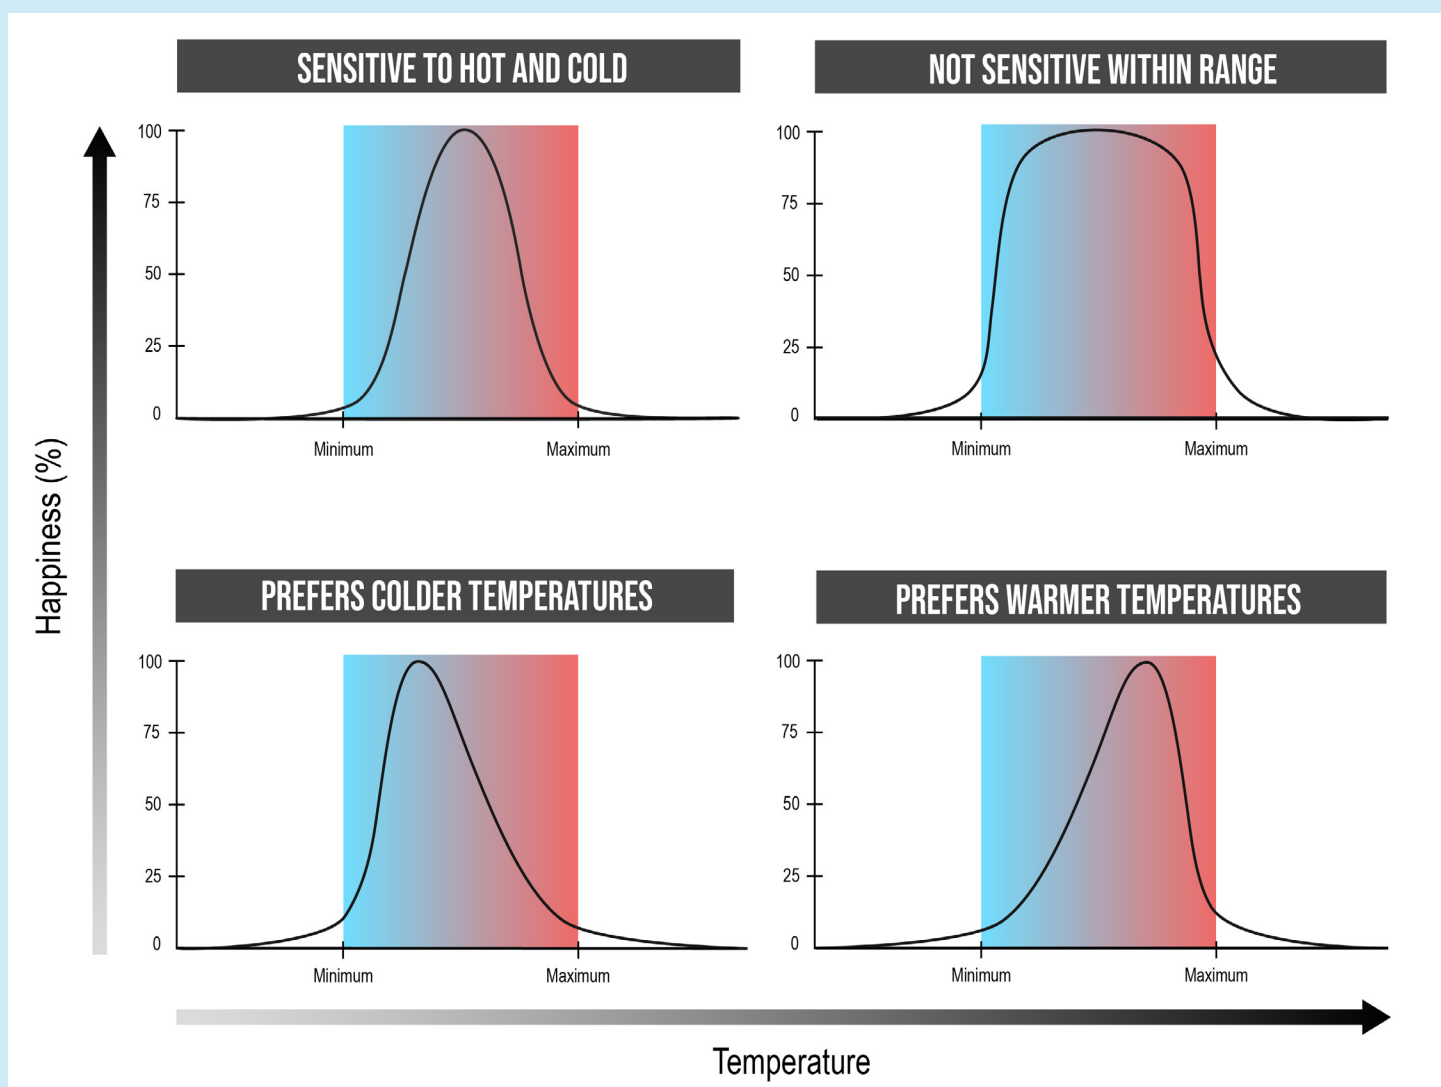 SENSITIVE TO HOT AND COLD
100
75
50
25
0
Minimum
Maximum
NOT SENSITIVE WITHIN RANGE
100
75
50
25
0
Minimum
Maximum
Happiness (%)
PREFERS COLDER TEMPERATURES
100
75
50
25
0
Minimum
Maximum
PREFERS WARMER TEMPERATURES
100
75
50
25
0
Minimum
Maximum
Temperature